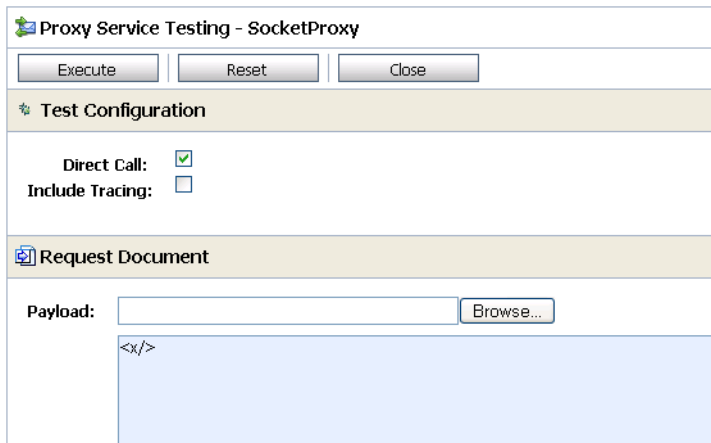 Proxy Service Testing - SocketProxy
Execute Reset Close
Test Configuration
Direct Call:
Include Tracing:
Request Document
Payload: Browse...
<x/>